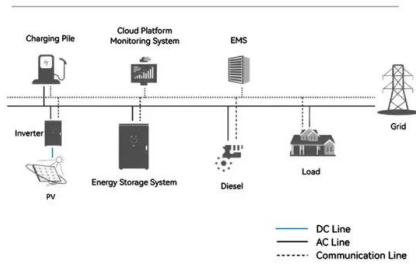 Charging Pile
Cloud Platform
Monitoring System
EMS
Grid
Inverter
PV
Energy Storage System
Diesel
Load
DC Line
AC Line
Communication Line